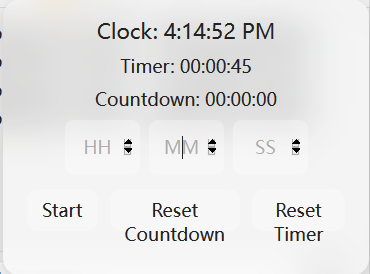 Clock: 4:14:52 PM
Timer: 00:00:45
Countdown: 00:00:00
HH MM SS
Start Reset Reset
Countdown Timer